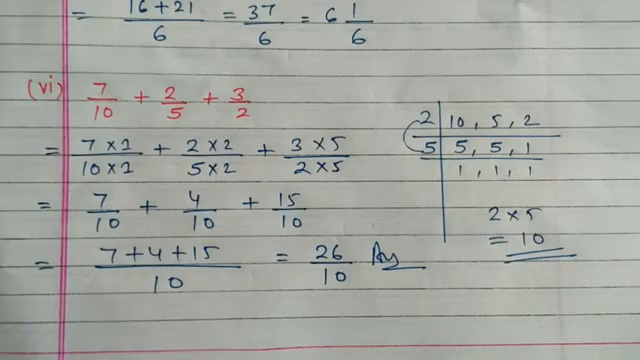 = 16+21/6 = 37/6 = 6 1/6
(vi) 7/10 + 2/5 + 3/2
= 7×1/10×1 + 2×2/5×2 + 3×5/2×5
= 7/10 + 4/10 + 15/10
= 7+4+15/10 = 26/10 Ans
2 | 10, 5, 2
5 | 5, 5, 1
1, 1, 1
2×5
= 10